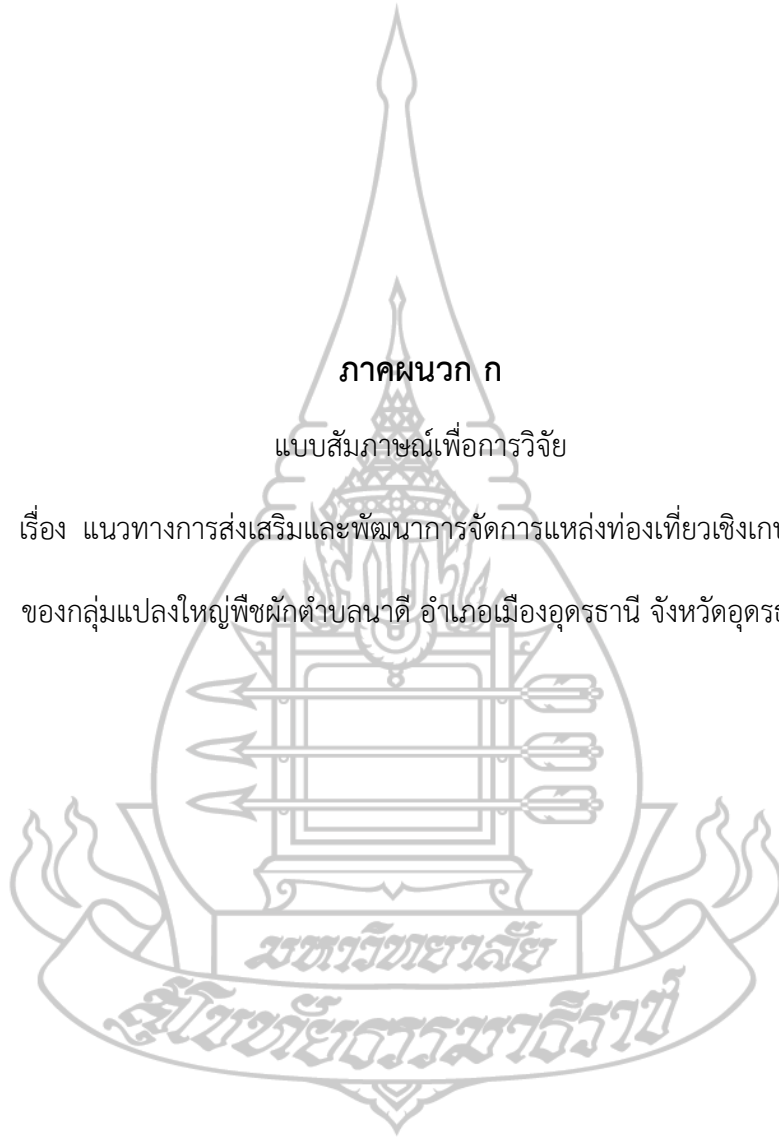 ภาคผนวก ก
แบบสัมภาษณ์เพื่อการวิจัย
เรื่อง แนวทางการส่งเสริมและพัฒนาการจัดการแหล่งท่องเที่ยวเชิงเกษ
ของกลุ่มแปลงใหญ่พืชผักตำบลนาดี อำเภอเมืองอุดรธานี จังหวัดอุดรธ
มหาวิทยาลัย
สุโขทัยธรรมาธิราช